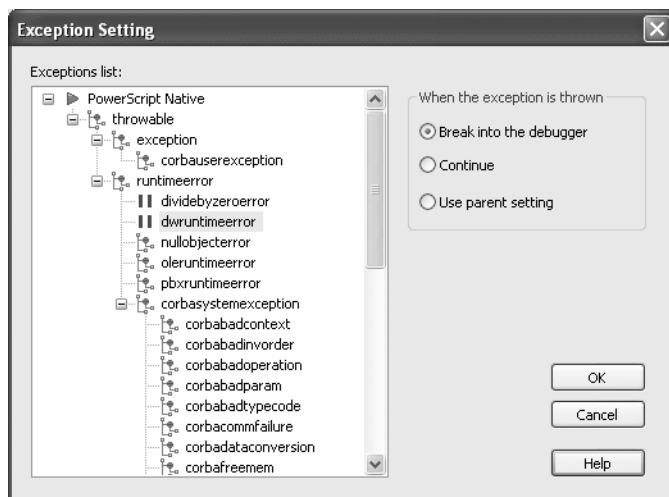 Exception Setting
Exceptions list:
PowerScript Native
throwable
exception
corbauserexception
runtimeerror
dividebyzeroerror
dwruntimeerror
nullobjecterror
oleruntimeerror
pbxruntimeerror
corbasystemexception
corbabadcontext
corbabadinvorder
corbabadoperation
corbabadparam
corbabadtypecode
corbacommfailure
corbadataconversion
corbafreemem
When the exception is thrown
Break into the debugger
Continue
Use parent setting
OK
Cancel
Help